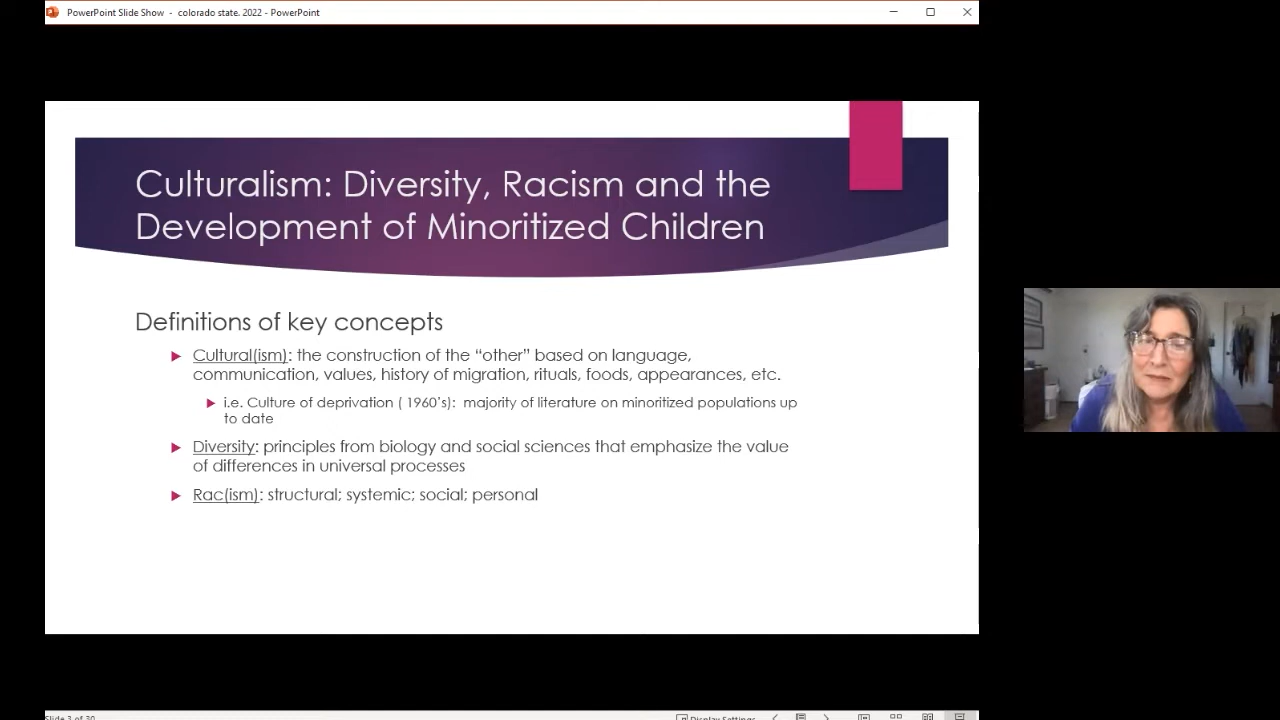 PowerPoint Slide Show - colorado state. 2022 - PowerPoint
Culturalism: Diversity, Racism and the
Development of Minoritized Children
Definitions of key concepts
Cultural(ism): the construction of the “other” based on language,
communication, values, history of migration, rituals, foods, appearances, etc.
i.e. Culture of deprivation ( 1960’s): majority of literature on minoritized populations up
to date
Diversity: principles from biology and social sciences that emphasize the value
of differences in universal processes
Rac(ism): structural; systemic; social; personal
Slide 3 of 30
Display Settings